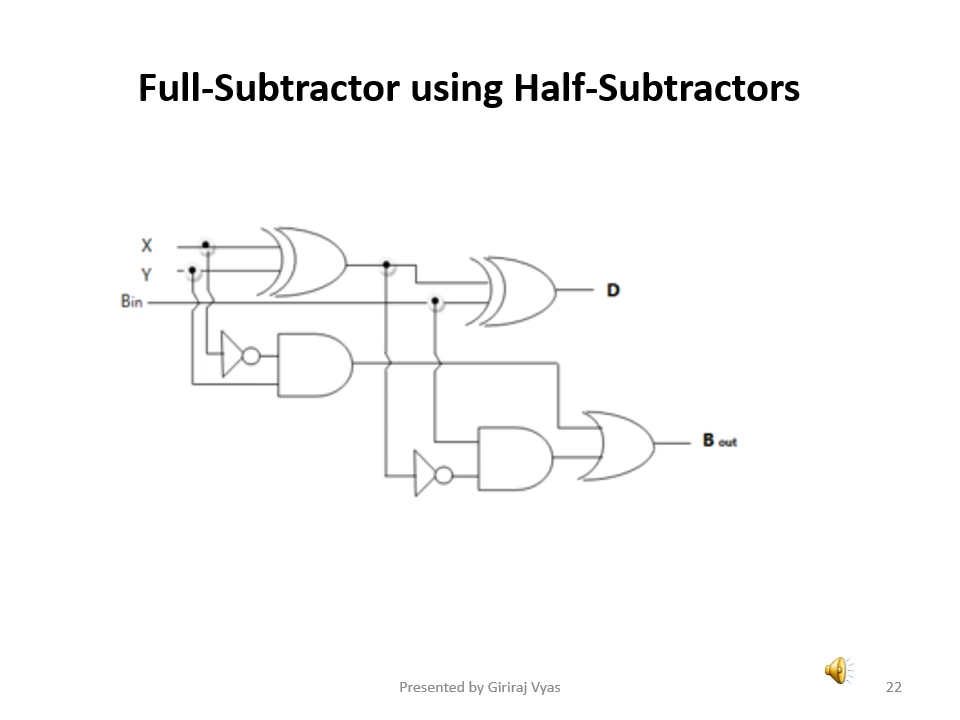 Full-Subtractor using Half-Subtractors
X
Y
Bin
D
B out
Presented by Giriraj Vyas
22